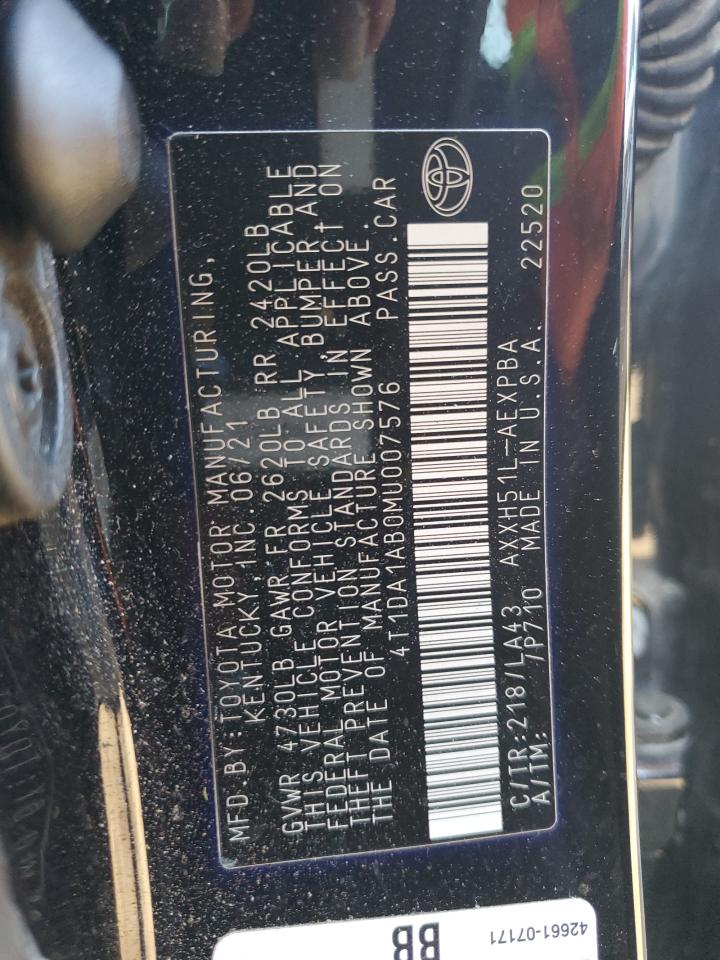 MFD.BY:TOYOTA MOTOR MANUFACTURING,
KENTUCKY,INC. 06/21
GVWR 4730LB GAWR FR 2620LB RR 2420LB
THIS VEHICLE CONFORMS TO ALL APPLICABLE
FEDERAL MOTOR VEHICLE SAFETY, BUMPER,AND
THEFT PREVENTION STANDARDS IN EFFECT ON
THE DATE OF MANUFACTURE SHOWN ABOVE.
4T1DA1AB0MU007576 PASS.CAR
C/TR:218/LA43 AXXH51L-AEXPBA
A/TM: /P710 MADE IN U.S.A. 22520
BB
42661-07171